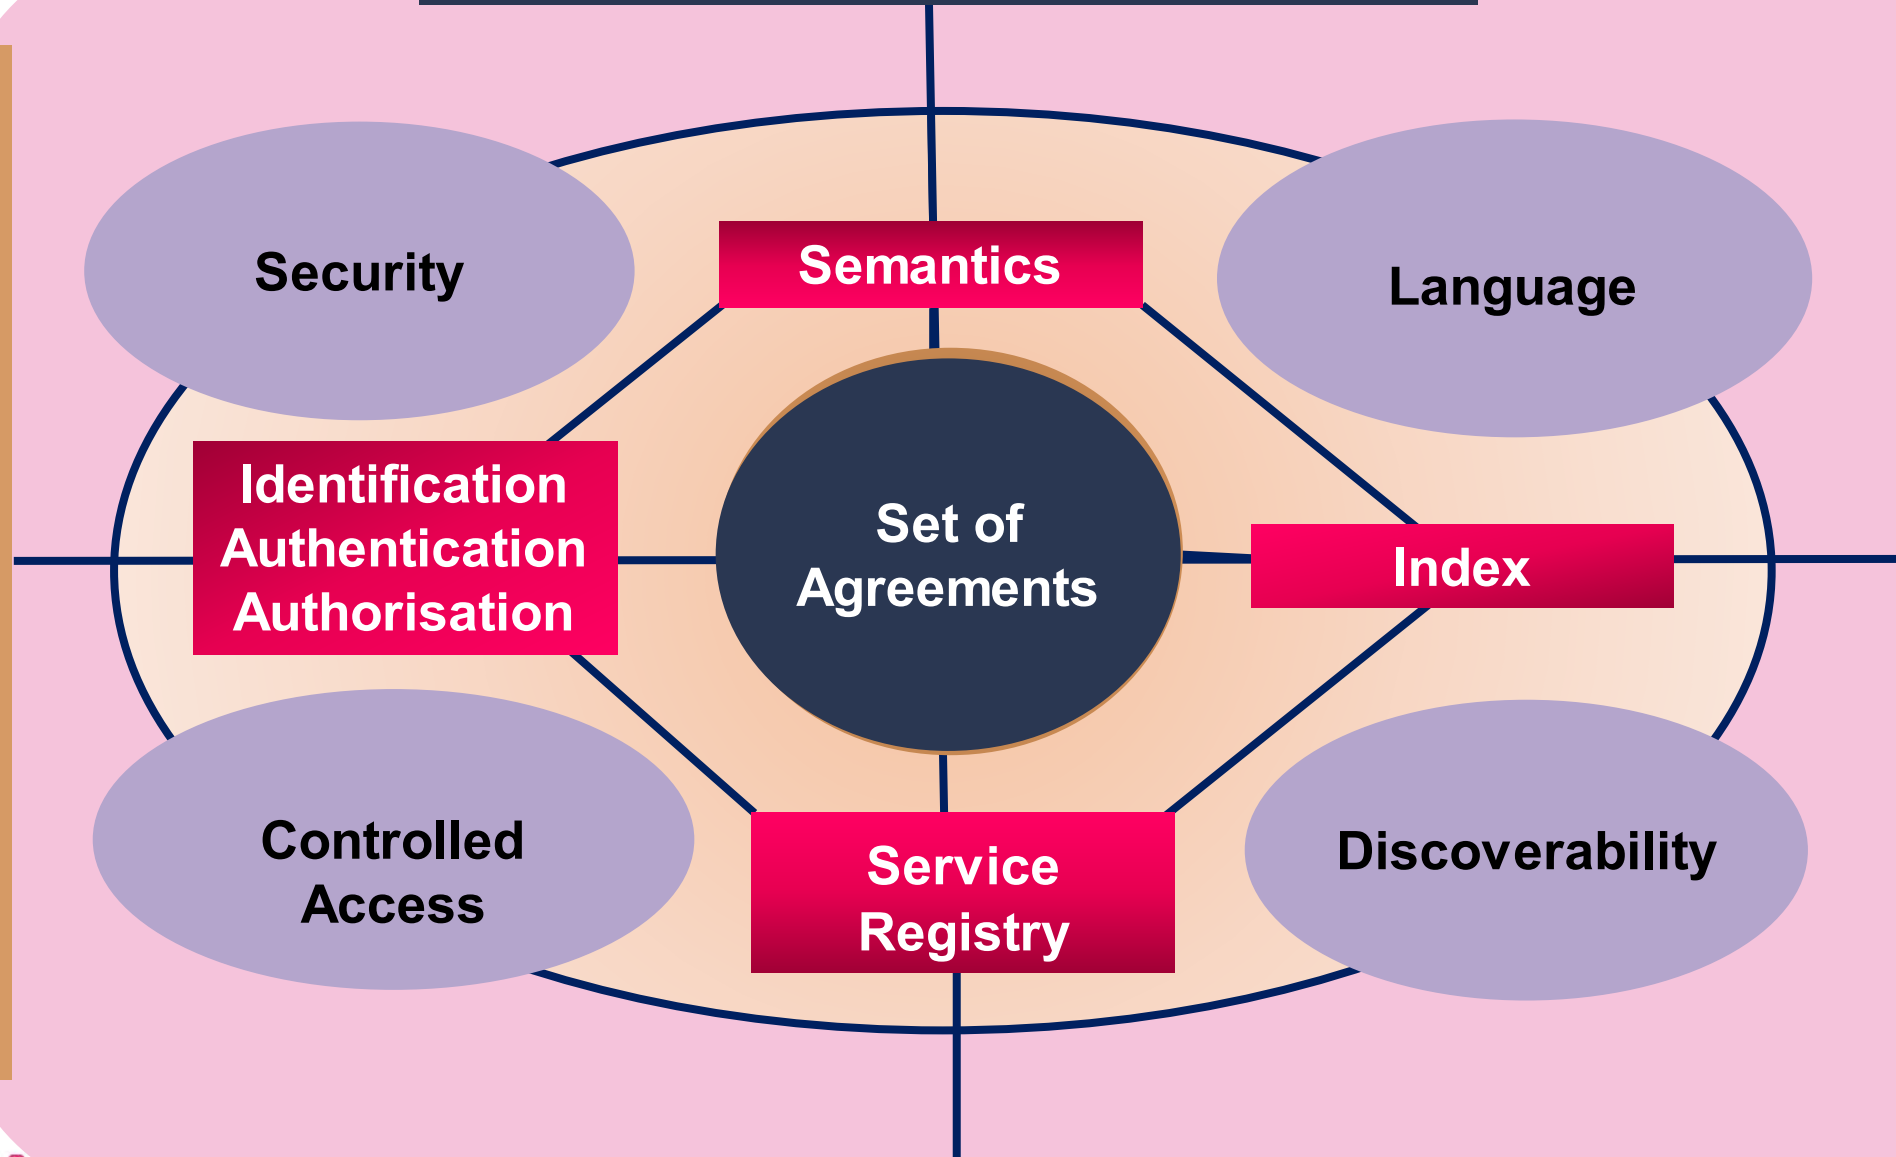 Security
Semantics
Language
Identification
Authentication
Authorisation
Set of
Agreements
Index
Controlled
Access
Service
Registry
Discoverability